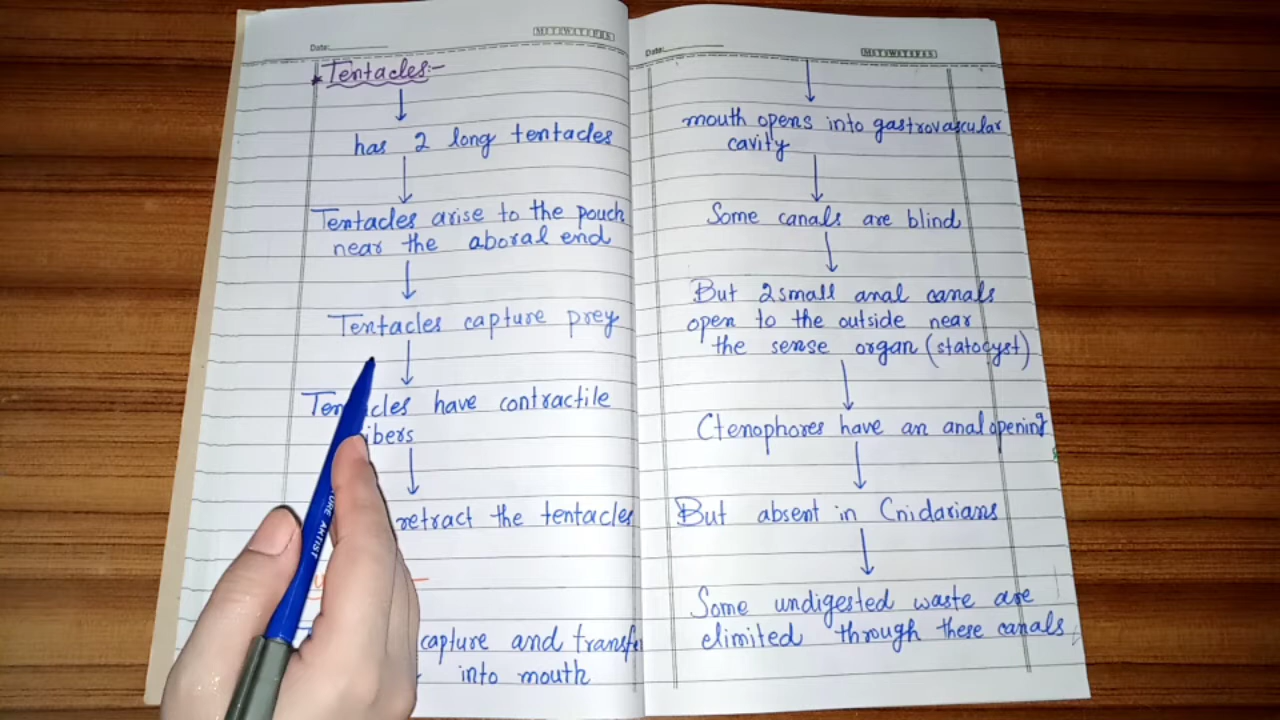 Date:
M T S W T F S
* Tentacles:-
↓
has 2 long tentacles
↓
Tentacles arise to the pouch
near the aboral end
↓
Tentacles capture prey
↓
Tentacles have contractile
fibers
↓
retract the tentacles
capture and transfer
into mouth
Date:
↓
mouth opens into gastrovascular
cavity
↓
Some canals are blind
↓
But 2 small anal canals
open to the outside near
the sense organ (statocyst)
↓
Ctenophores have an anal opening
↓
But absent in Cnidarians
↓
Some undigested waste are
elimited through these canals